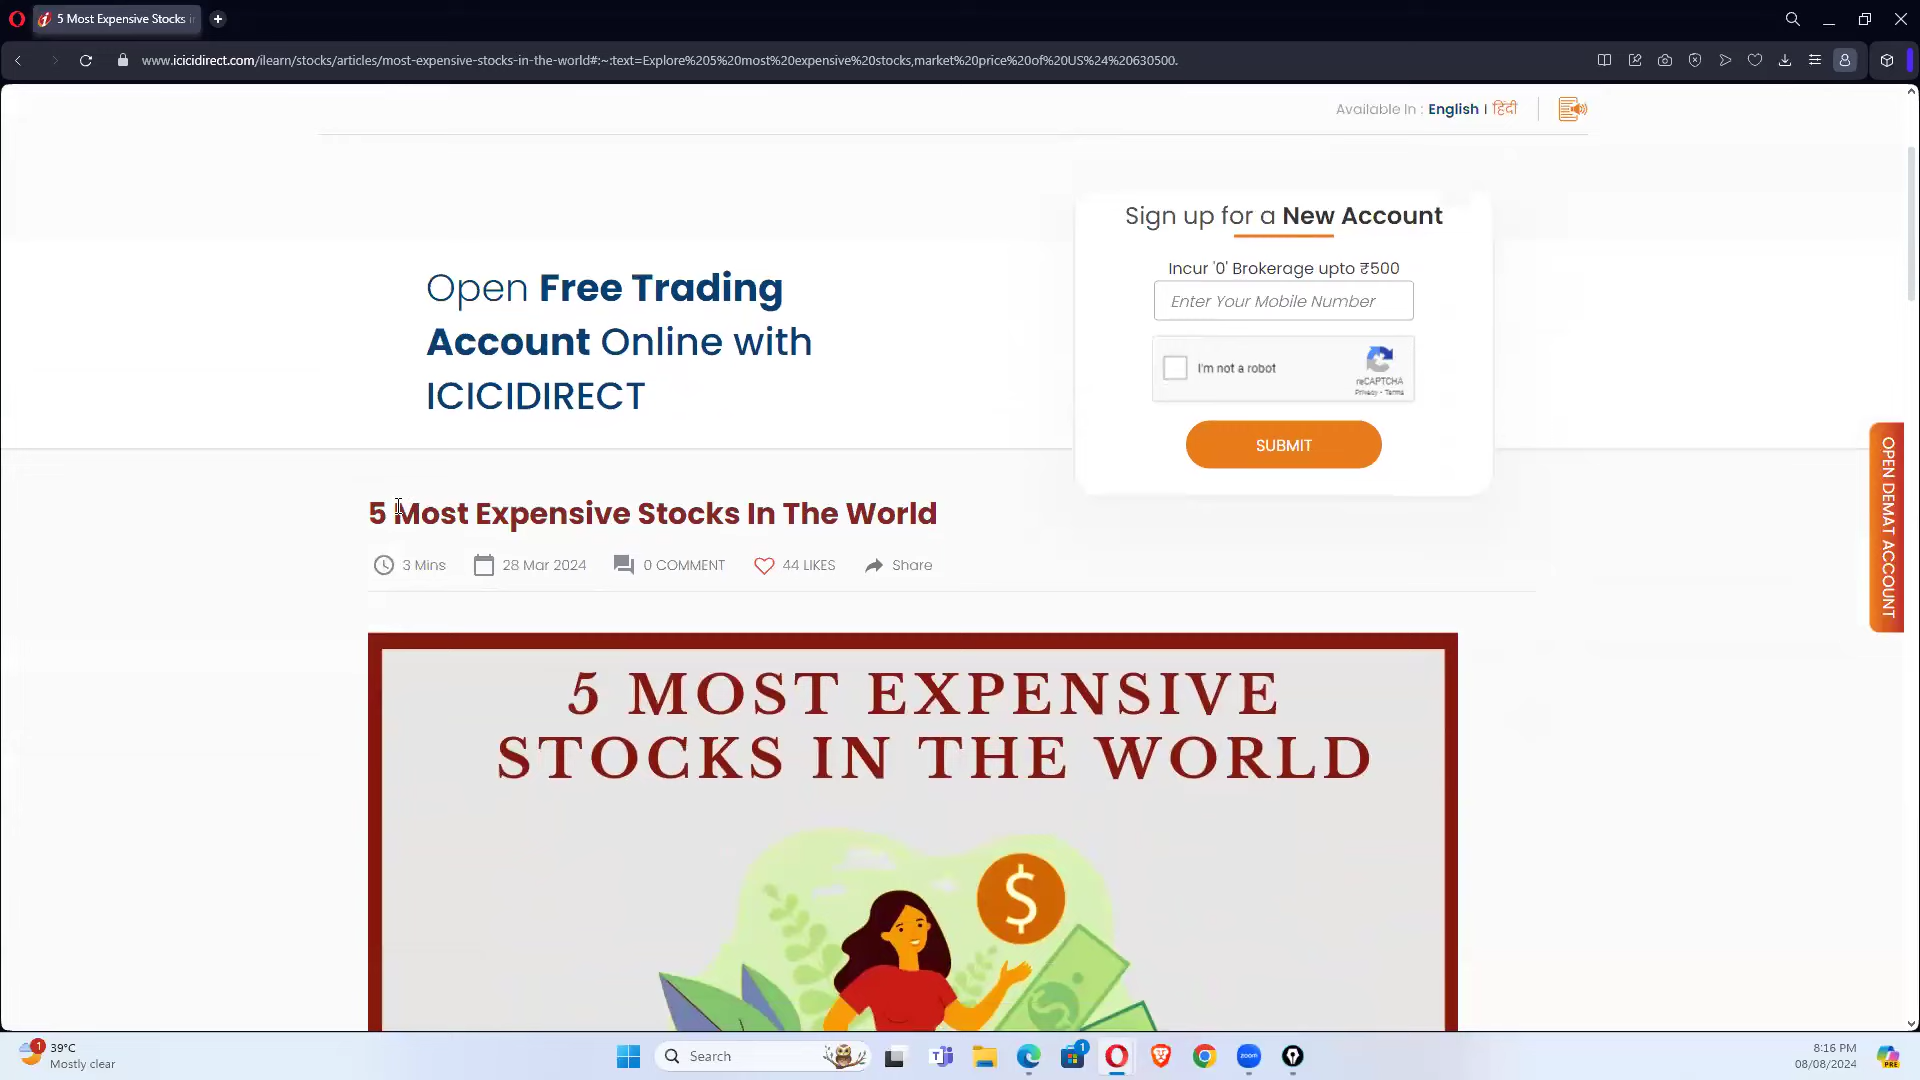 5 Most Expensive Stocks i
www.icicidirect.com/ilearn/stocks/articles/most-expensive-stocks-in-the-world#:~:text=Explore%205%20most%20expensive%20stocks,market%20price%20of%20US%24%20630500.
Available In : English | हिंदी
Open Free Trading
Account Online with
ICICIDIRECT
Sign up for a New Account
Incur '0' Brokerage upto ₹500
Enter Your Mobile Number
I'm not a robot
reCAPTCHA
Privacy - Terms
SUBMIT
OPEN DEMAT ACCOUNT
5 Most Expensive Stocks In The World
3 Mins 28 Mar 2024 0 COMMENT 44 LIKES Share
5 MOST EXPENSIVE
STOCKS IN THE WORLD
$
1
39°C
Mostly clear
Search
1
zoom
PRE
8:16 PM
08/08/2024